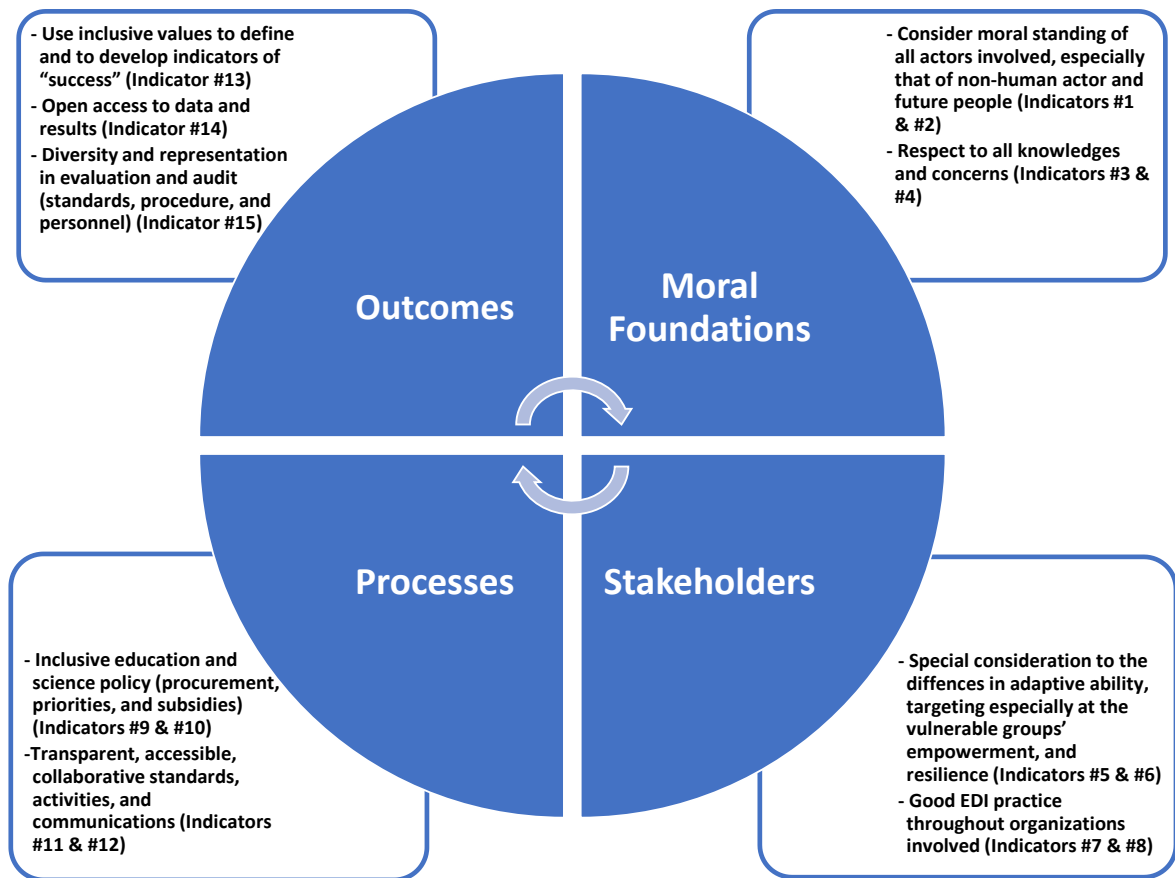 - Use inclusive values to define
and to develop indicators of
“success” (Indicator #13)
- Open access to data and
results (Indicator #14)
- Diversity and representation
in evaluation and audit
(standards, procedure, and
personnel) (Indicator #15)
- Consider moral standing of
all actors involved, especially
that of non-human actor and
future people (Indicators #1
& #2)
- Respect to all knowledges
and concerns (Indicators #3 &
#4)
Outcomes
Moral
Foundations
Processes
Stakeholders
- Inclusive education and
science policy (procurement,
priorities, and subsidies)
(Indicators #9 & #10)
-Transparent, accessible,
collaborative standards,
activities, and
communications (Indicators
#11 & #12)
- Special consideration to the
diffences in adaptive ability,
targeting especially at the
vulnerable groups’
empowerment, and
resilience (Indicators #5 & #6)
- Good EDI practice
throughout organizations
involved (Indicators #7 & #8)